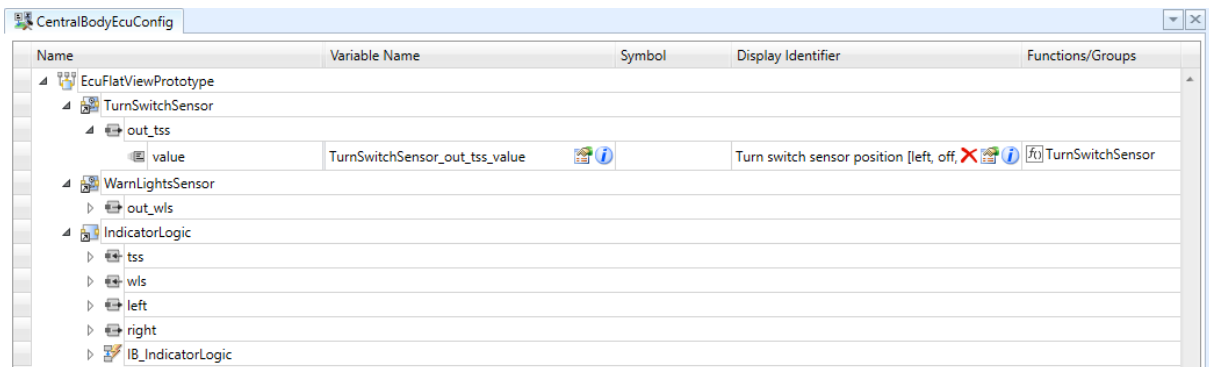 CentralBodyEcuConfig
Name Variable Name Symbol Display Identifier Functions/Groups
EcuFlatViewPrototype
TurnSwitchSensor
out_tss
value TurnSwitchSensor_out_tss_value Turn switch sensor position [left, off, f() TurnSwitchSensor
WarnLightsSensor
out_wls
IndicatorLogic
tss
wls
left
right
IB_IndicatorLogic